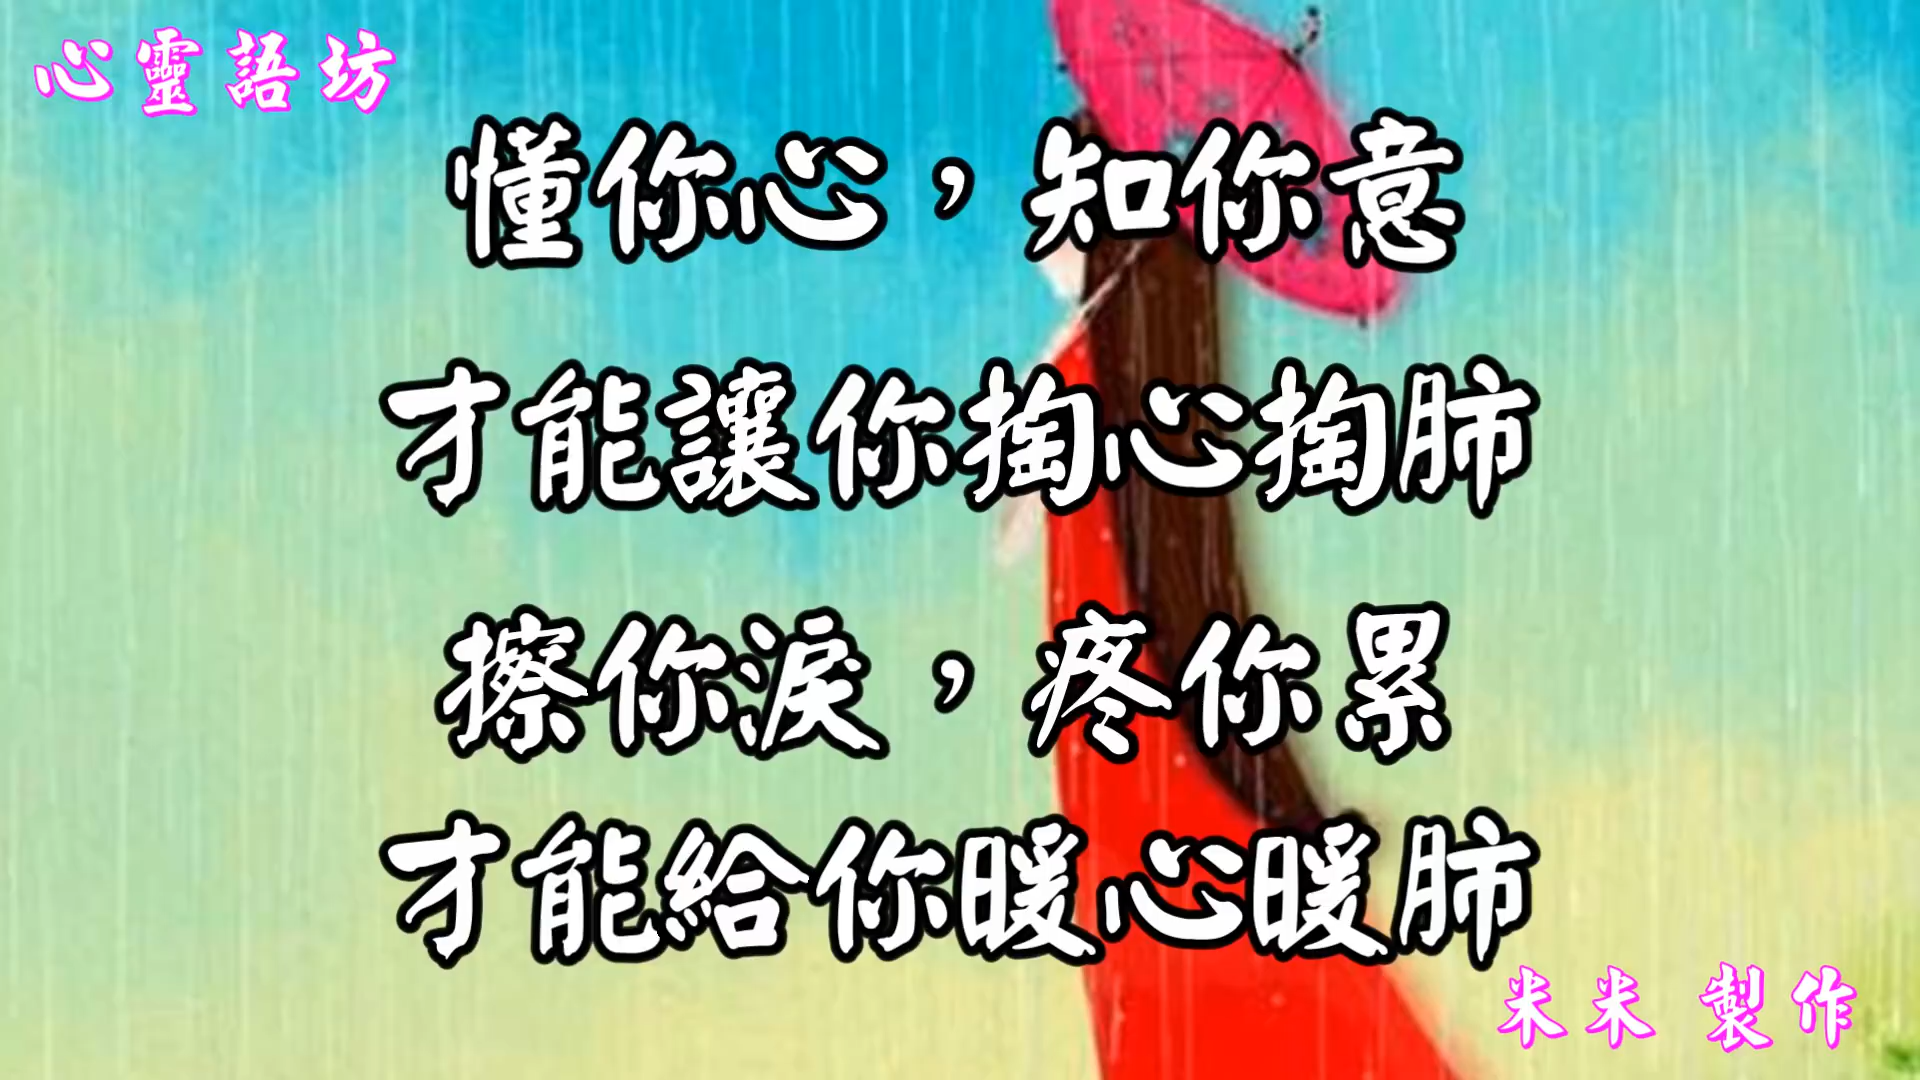 心靈語坊
懂你心，知你意
才能讓你掏心掏肺
擦你淚，疼你累
才能給你暖心暖肺
米米 製作